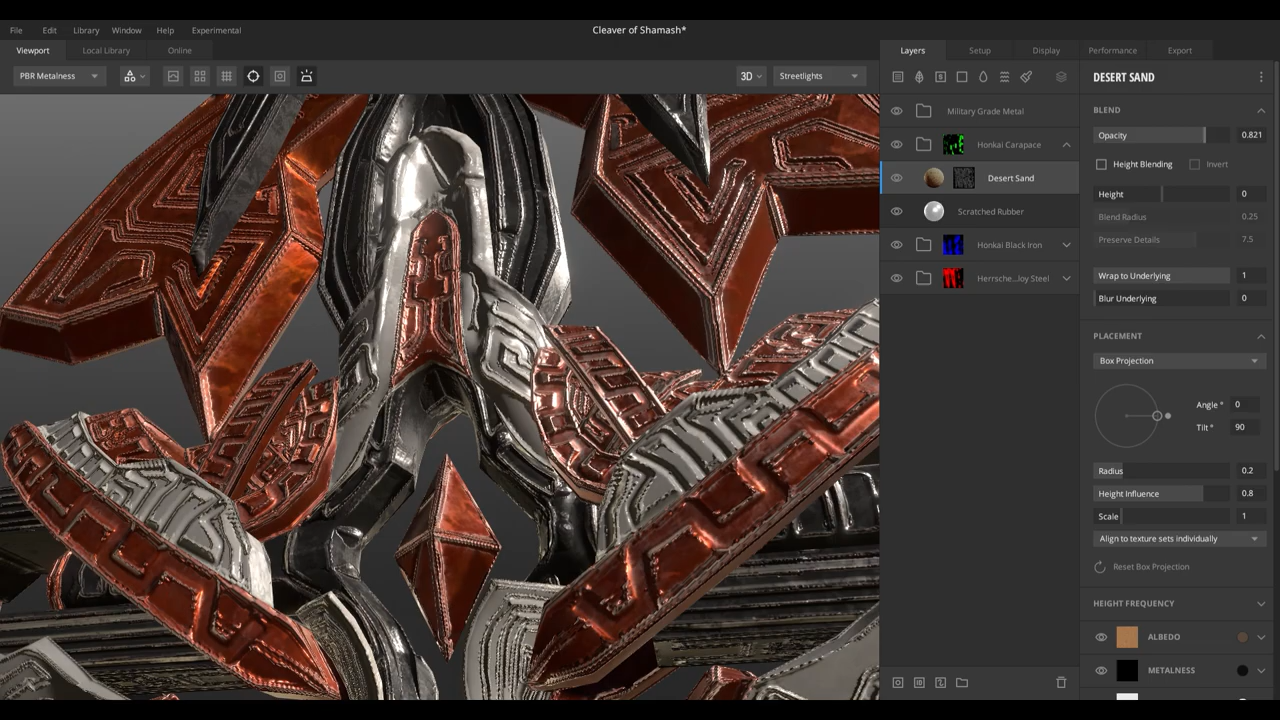 Cleaver of Shamash*
File Edit Library Window Help Experimental
Viewport Local Library Online
PBR Metalness 3D Streetlights
Layers Setup Display Performance Export
Military Grade Metal
Honkai Carapace
Desert Sand
Scratched Rubber
Honkai Black Iron
Herrsche...loy Steel
DESERT SAND
BLEND
Opacity 0.821
Height Blending Invert
Height 0
Blend Radius 0.25
Preserve Details 7.5
Wrap to Underlying 1
Blur Underlying 0
PLACEMENT
Box Projection
Angle ° 0
Tilt ° 90
Radius 0.2
Height Influence 0.8
Scale 1
Align to texture sets individually
Reset Box Projection
HEIGHT FREQUENCY
ALBEDO
METALNESS